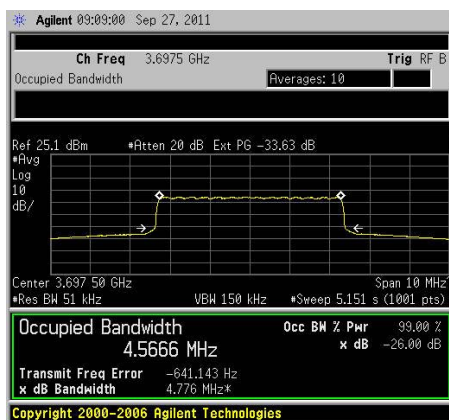 Agilent 09:09:00 Sep 27, 2011
Ch Freq 3.6975 GHz Trig RF B
Occupied Bandwidth Averages: 10
Ref 25.1 dBm #Atten 20 dB Ext PG -33.63 dB
#Avg
Log
10
dB/
Center 3.697 50 GHz Span 10 MHz
#Res BW 51 kHz VBW 150 kHz #Sweep 5.151 s (1001 pts)
Occupied Bandwidth Occ BW % Pwr 99.00 %
4.5666 MHz x dB -26.00 dB
Transmit Freq Error -641.143 Hz
x dB Bandwidth 4.776 MHz*
Copyright 2000-2006 Agilent Technologies